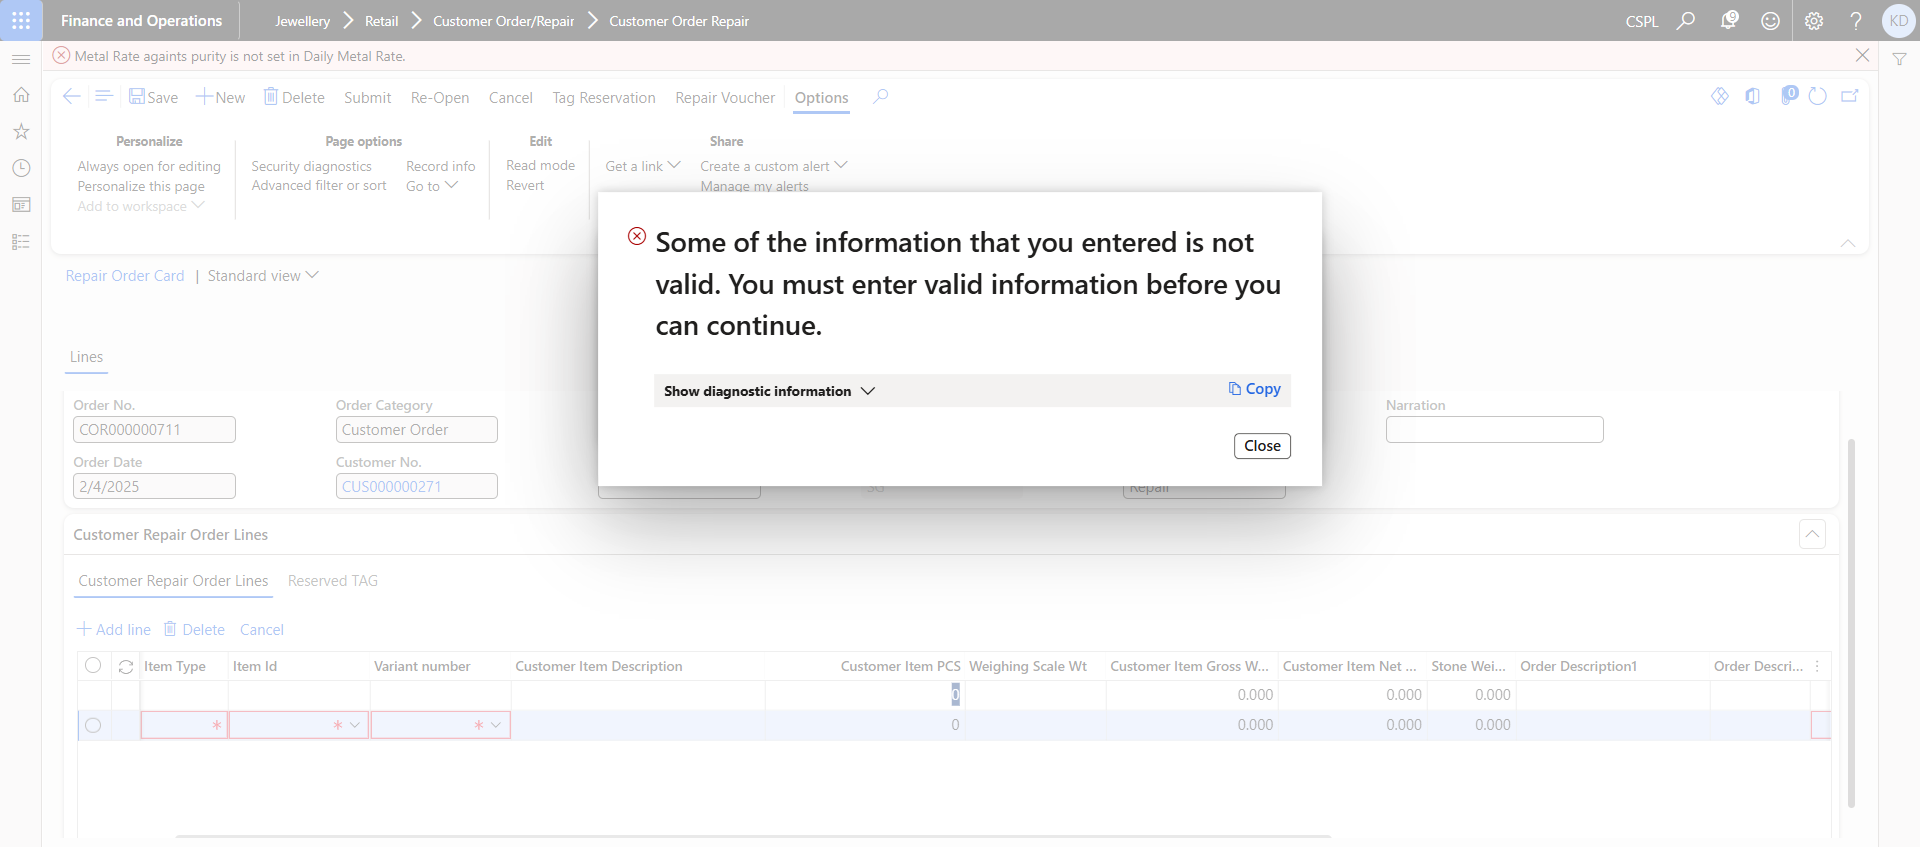 Finance and Operations
Jewellery
Retail
Customer Order/Repair
Customer Order Repair
CSPL
9
?
KD
Metal Rate againts purity is not set in Daily Metal Rate.
Save
New
Delete
Submit
Re-Open
Cancel
Tag Reservation
Repair Voucher
Options
0
Personalize
Page options
Edit
Share
Always open for editing
Security diagnostics
Record info
Read mode
Get a link
Create a custom alert
Personalize this page
Advanced filter or sort
Go to
Revert
Manage my alerts
Add to workspace
Some of the information that you entered is not
valid. You must enter valid information before you
can continue.
Show diagnostic information
Copy
Close
Repair Order Card | Standard view
Lines
Order No.
Order Category
Narration
COR000000711
Customer Order
Order Date
Customer No.
2/4/2025
CUS000000271
SG
Repair
Customer Repair Order Lines
Customer Repair Order Lines
Reserved TAG
Add line
Delete
Cancel
Item Type
Item Id
Variant number
Customer Item Description
Customer Item PCS
Weighing Scale Wt
Customer Item Gross W...
Customer Item Net ...
Stone Wei...
Order Description1
Order Descri...
0
0.000
0.000
0.000
*
*
*
0
0.000
0.000
0.000